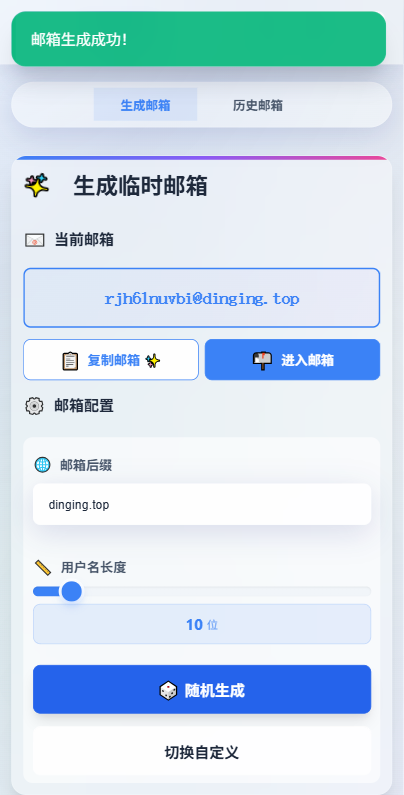 邮箱生成成功！
生成邮箱 历史邮箱
生成临时邮箱
当前邮箱
rjh6lnuvbi@dinging.top
复制邮箱 进入邮箱
邮箱配置
邮箱后缀
dinging.top
用户名长度
10 位
随机生成
切换自定义